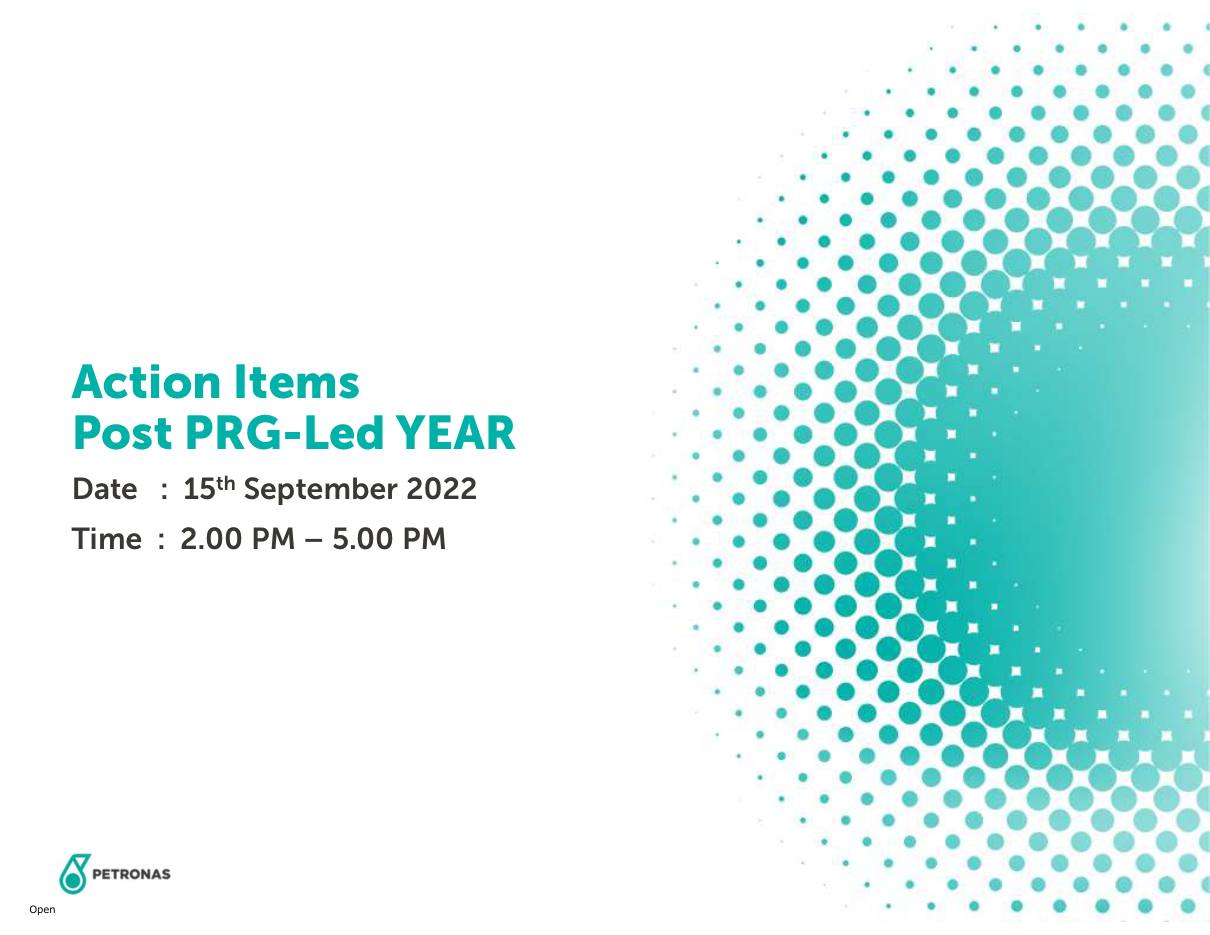 Action Items
Post PRG-Led YEAR
Date : 15th September 2022
Time : 2.00 PM – 5.00 PM
PETRONAS
Open